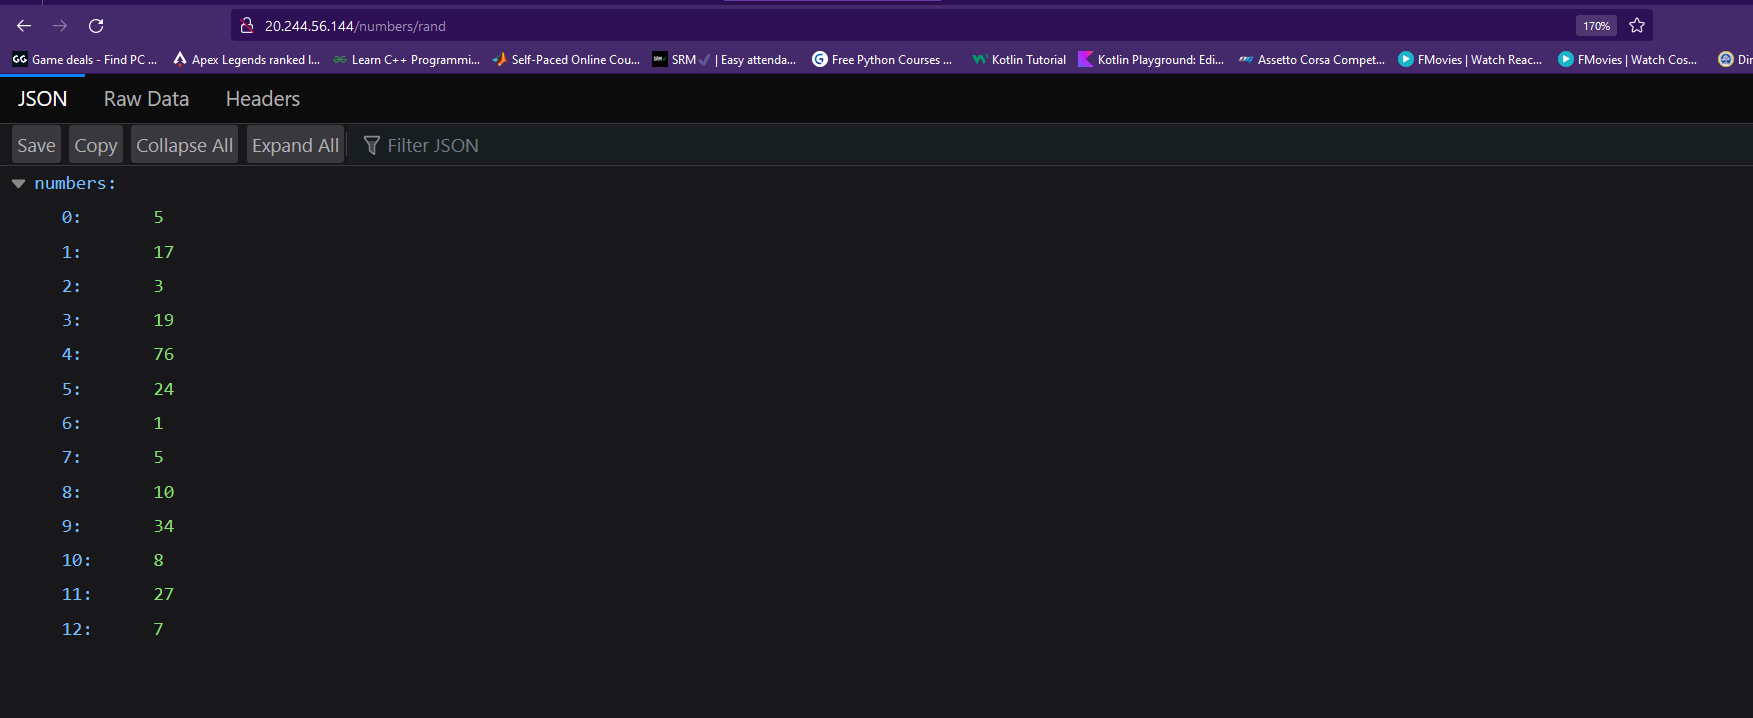 20.244.56.144/numbers/rand 170%
GG Game deals - Find PC ... Apex Legends ranked l... Learn C++ Programmi... Self-Paced Online Cou... SRM✓ | Easy attenda... Free Python Courses ... Kotlin Tutorial Kotlin Playground: Edi... Assetto Corsa Compet... FMovies | Watch Reac... FMovies | Watch Cos... Dir
JSON Raw Data Headers
Save Copy Collapse All Expand All Filter JSON
numbers:
0: 5
1: 17
2: 3
3: 19
4: 76
5: 24
6: 1
7: 5
8: 10
9: 34
10: 8
11: 27
12: 7